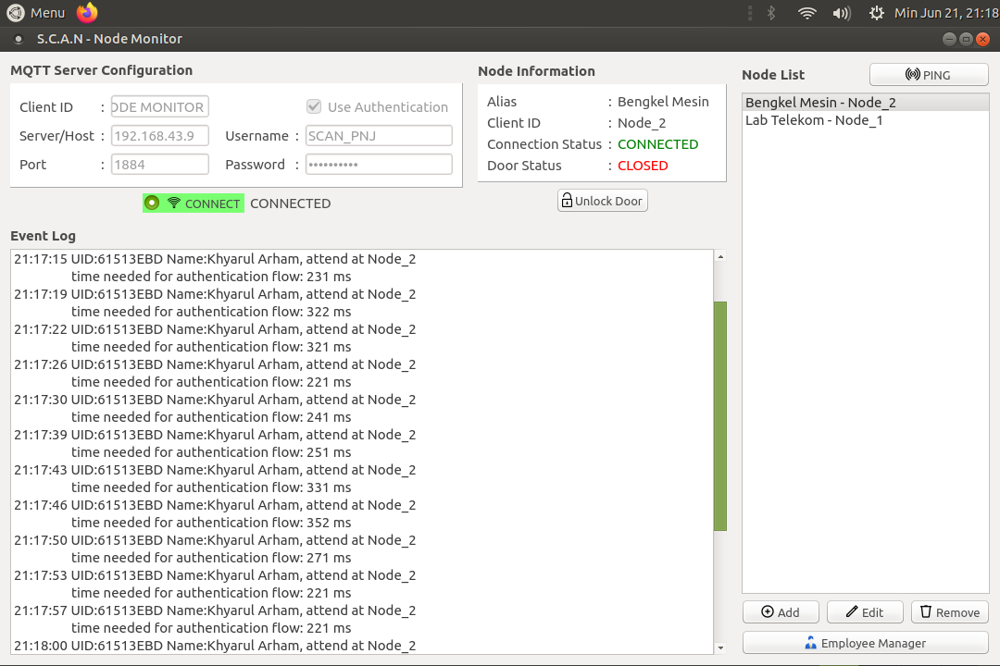 Menu
Min Jun 21, 21:18
S.C.A.N - Node Monitor
MQTT Server Configuration
Client ID : ODE MONITOR
Use Authentication
Server/Host : 192.168.43.9
Username : SCAN_PNJ
Port : 1884
Password : ••••••••••
CONNECT CONNECTED
Node Information
Alias : Bengkel Mesin
Client ID : Node_2
Connection Status : CONNECTED
Door Status : CLOSED
Unlock Door
Event Log
21:17:15 UID:61513EBD Name:Khyarul Arham, attend at Node_2
time needed for authentication flow: 231 ms
21:17:19 UID:61513EBD Name:Khyarul Arham, attend at Node_2
time needed for authentication flow: 322 ms
21:17:22 UID:61513EBD Name:Khyarul Arham, attend at Node_2
time needed for authentication flow: 321 ms
21:17:26 UID:61513EBD Name:Khyarul Arham, attend at Node_2
time needed for authentication flow: 221 ms
21:17:30 UID:61513EBD Name:Khyarul Arham, attend at Node_2
time needed for authentication flow: 241 ms
21:17:39 UID:61513EBD Name:Khyarul Arham, attend at Node_2
time needed for authentication flow: 251 ms
21:17:43 UID:61513EBD Name:Khyarul Arham, attend at Node_2
time needed for authentication flow: 331 ms
21:17:46 UID:61513EBD Name:Khyarul Arham, attend at Node_2
time needed for authentication flow: 352 ms
21:17:50 UID:61513EBD Name:Khyarul Arham, attend at Node_2
time needed for authentication flow: 271 ms
21:17:53 UID:61513EBD Name:Khyarul Arham, attend at Node_2
time needed for authentication flow: 221 ms
21:17:57 UID:61513EBD Name:Khyarul Arham, attend at Node_2
time needed for authentication flow: 221 ms
21:18:00 UID:61513EBD Name:Khyarul Arham, attend at Node_2
Node List
PING
Bengkel Mesin - Node_2
Lab Telekom - Node_1
Add
Edit
Remove
Employee Manager